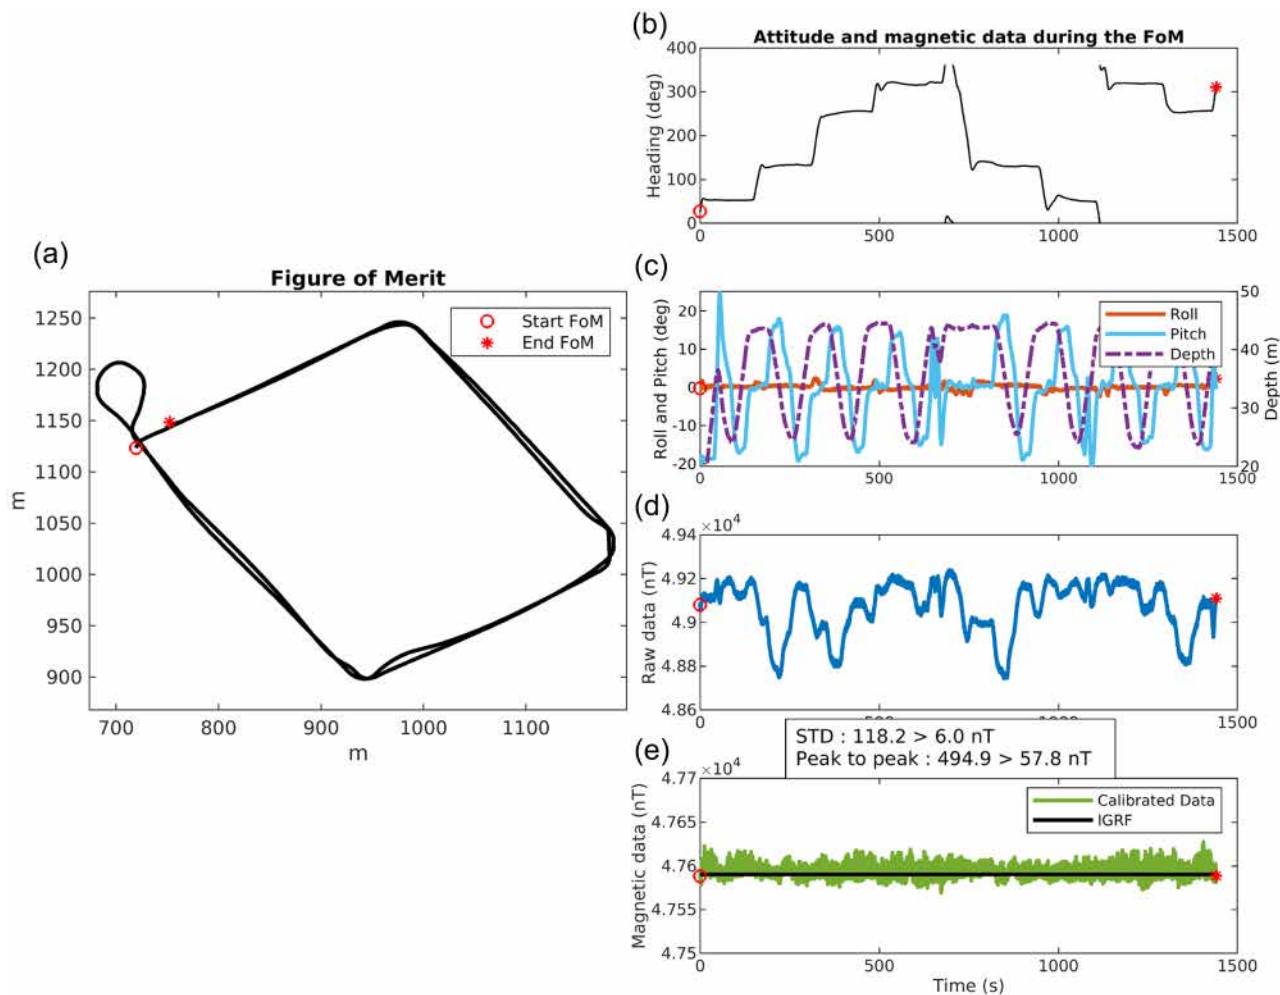 (a)
Figure of Merit
Start FoM
End FoM
1250
1200
1150
1100
1050
1000
950
900
700
800
900
1000
1100
m
m
(b)
Attitude and magnetic data during the FoM
Heading (deg)
400
300
200
100
0
0
500
1000
1500
(c)
Roll and Pitch (deg)
20
10
0
-10
-20
Roll
Pitch
Depth
50
40
30
20
Depth (m)
0
500
1000
1500
(d)
×10⁴
Raw data (nT)
4.94
4.92
4.9
4.88
4.86
0
500
1000
1500
STD : 118.2 > 6.0 nT
Peak to peak : 494.9 > 57.8 nT
(e)
×10⁴
Magnetic data (nT)
4.77
4.765
4.76
4.755
4.75
Calibrated Data
IGRF
0
500
1000
1500
Time (s)